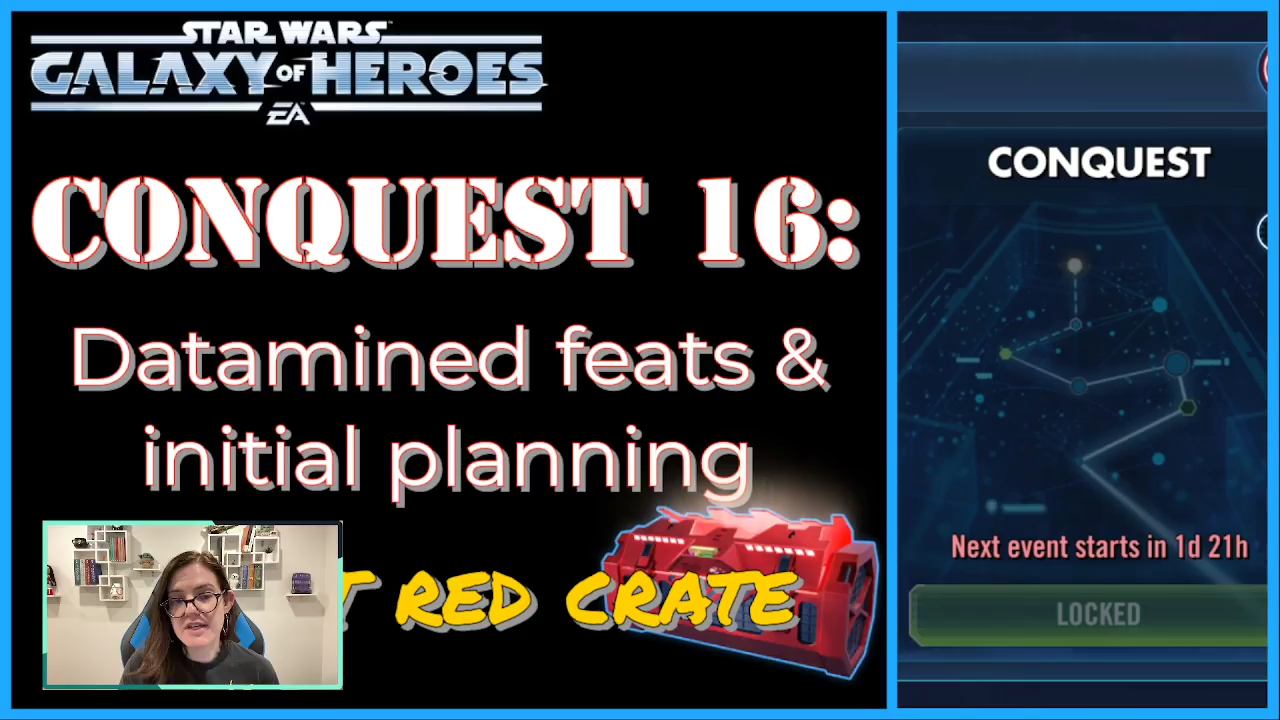 STAR WARS
GALAXY OF HEROES
EA
CONQUEST 16:
Datamined feats &
initial planning
RED CRATE
CONQUEST
Next event starts in 1d 21h
LOCKED